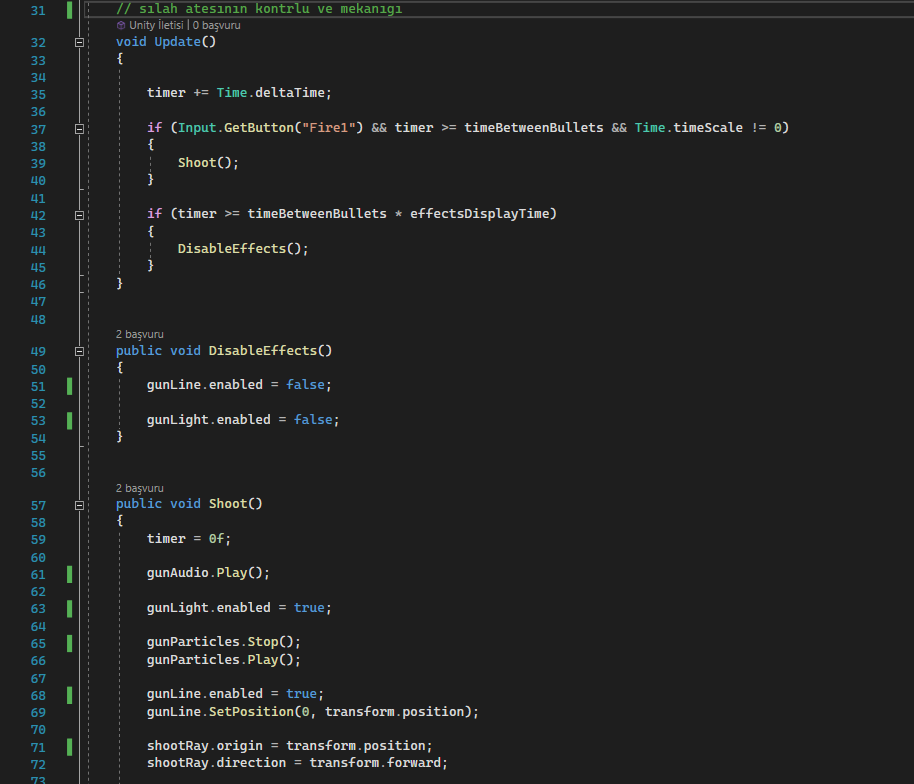 31 // sılah atesının kontrlu ve mekanıgı
Unity İletisi | 0 başvuru
32 void Update()
33 {
34
35 timer += Time.deltaTime;
36
37 if (Input.GetButton("Fire1") && timer >= timeBetweenBullets && Time.timeScale != 0)
38 {
39 Shoot();
40 }
41
42 if (timer >= timeBetweenBullets * effectsDisplayTime)
43 {
44 DisableEffects();
45 }
46 }
47
48
2 başvuru
49 public void DisableEffects()
50 {
51 gunLine.enabled = false;
52
53 gunLight.enabled = false;
54 }
55
56
2 başvuru
57 public void Shoot()
58 {
59 timer = 0f;
60
61 gunAudio.Play();
62
63 gunLight.enabled = true;
64
65 gunParticles.Stop();
66 gunParticles.Play();
67
68 gunLine.enabled = true;
69 gunLine.SetPosition(0, transform.position);
70
71 shootRay.origin = transform.position;
72 shootRay.direction = transform.forward;
73